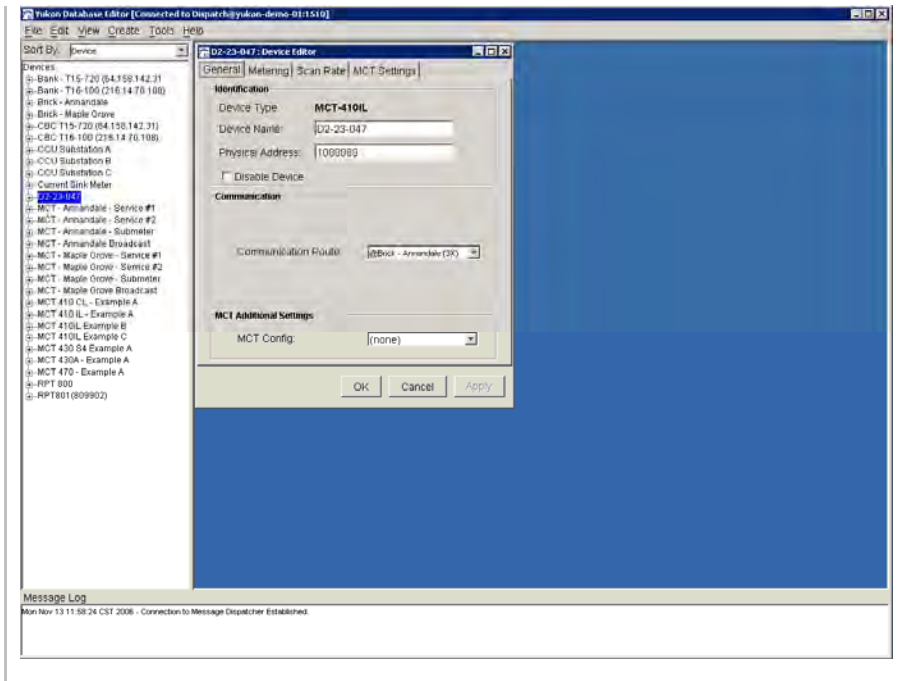 Yukon Database Editor [Connected to Dispatch@yukon-demo-01:1510]
File Edit View Create Tools Help
Sort By: Device
Devices
Bank - T15-720 (64.158.142.31
Bank - T16-100 (216.14.70.108)
Brick - Annandale
Brick - Maple Grove
CBC T15-720 (64.158.142.31)
CBC T16-100 (216.14.70.108)
CCU Substation A
CCU Substation B
CCU Substation C
Current Sink Meter
D2-23-047
MCT - Annandale - Service #1
MCT - Annandale - Service #2
MCT - Annandale - Submeter
MCT - Annandale Broadcast
MCT - Maple Grove - Service #1
MCT - Maple Grove - Service #2
MCT - Maple Grove - Submeter
MCT - Maple Grove Broadcast
MCT 410 CL - Example A
MCT 410 IL - Example A
MCT 410IL Example B
MCT 410IL Example C
MCT 430 S4 Example A
MCT 430A - Example A
MCT 470 - Example A
RPT 800
RPT801(809902)
D2-23-047 : Device Editor
General Metering Scan Rate MCT Settings
Identification
Device Type: MCT-410IL
Device Name: D2-23-047
Physical Address:
Disable Device
Communication
Communication Route: @Brick - Annandale (3X)
MCT Additional Settings
MCT Config: (none)
OK Cancel Apply
Message Log
Mon Nov 13 11:58:24 CST 2006 - Connection to Message Dispatcher Established.